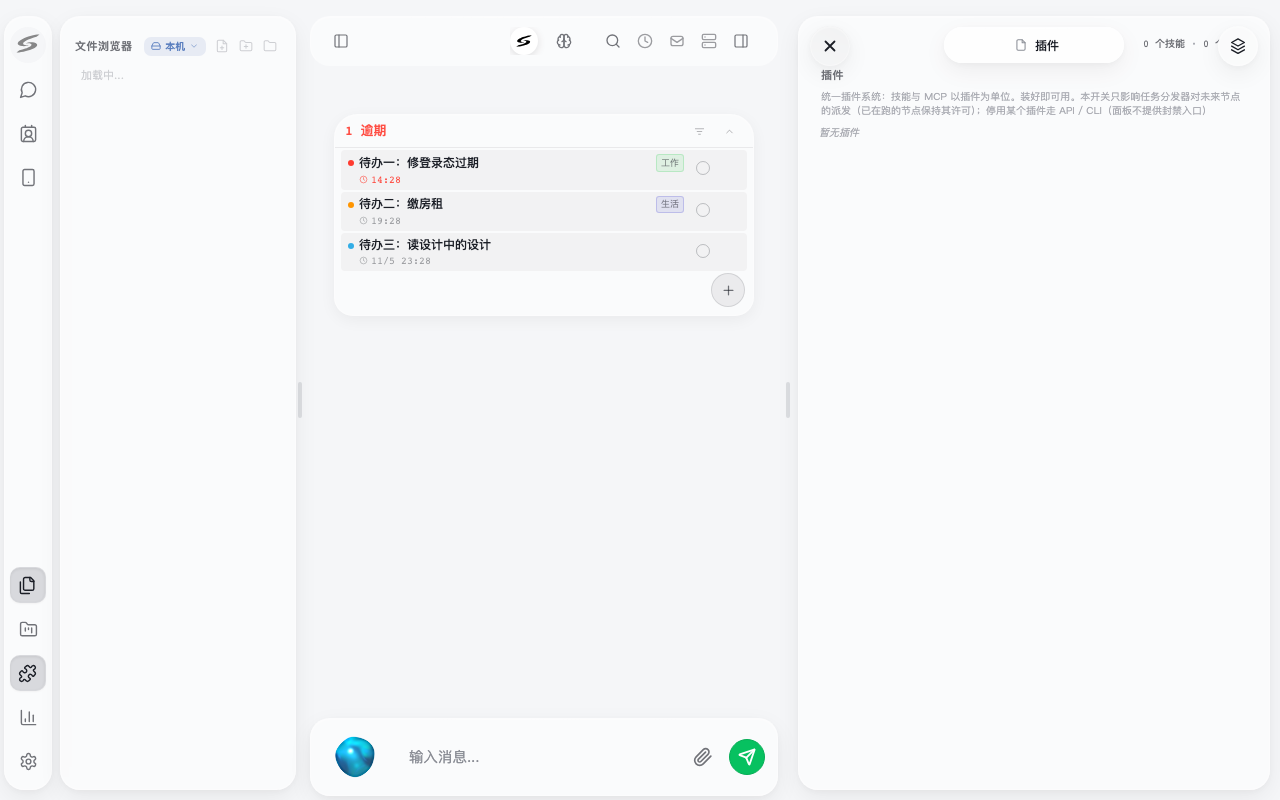 文件浏览器
本机
加载中...
1 逾期
待办一：修登录态过期
工作
14:28
待办二：缴房租
生活
19:28
待办三：读设计中的设计
11/5 23:28
输入消息...
插件
0 个技能 · 0
插件
统一插件系统：技能与 MCP 以插件为单位。装好即可用。本开关只影响任务分发器对未来节点
的派发（已在跑的节点保持其许可）；停用某个插件走 API / CLI（面板不提供封禁入口）
暂无插件